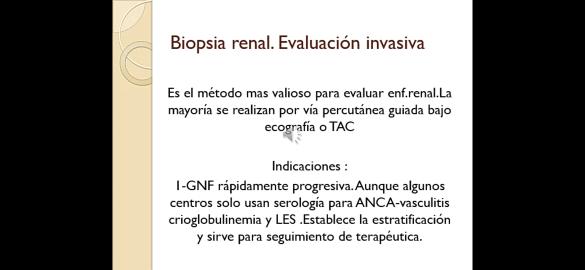 Biopsia renal. Evaluación invasiva
Es el método mas valioso para evaluar enf.renal.La
mayoría se realizan por vía percutánea guiada bajo
ecografía o TAC
Indicaciones :
1-GNF rápidamente progresiva.Aunque algunos
centros solo usan serología para ANCA-vasculitis
crioglobulinemia y LES .Establece la estratificación
y sirve para seguimiento de terapéutica.